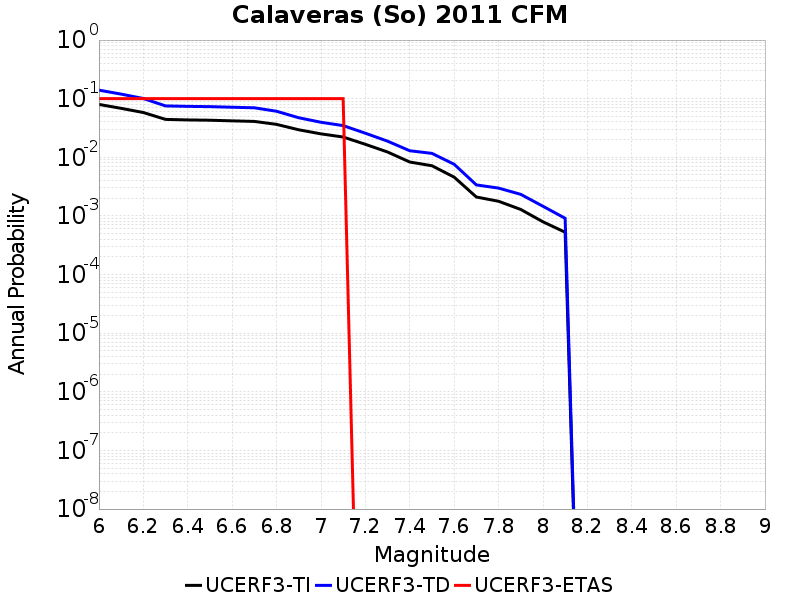 Calaveras (So) 2011 CFM
10^0
10^-1
10^-2
10^-3
10^-4
10^-5
10^-6
10^-7
10^-8
Annual Probability
6 6.2 6.4 6.6 6.8 7 7.2 7.4 7.6 7.8 8 8.2 8.4 8.6 8.8 9
Magnitude
UCERF3-TI UCERF3-TD UCERF3-ETAS